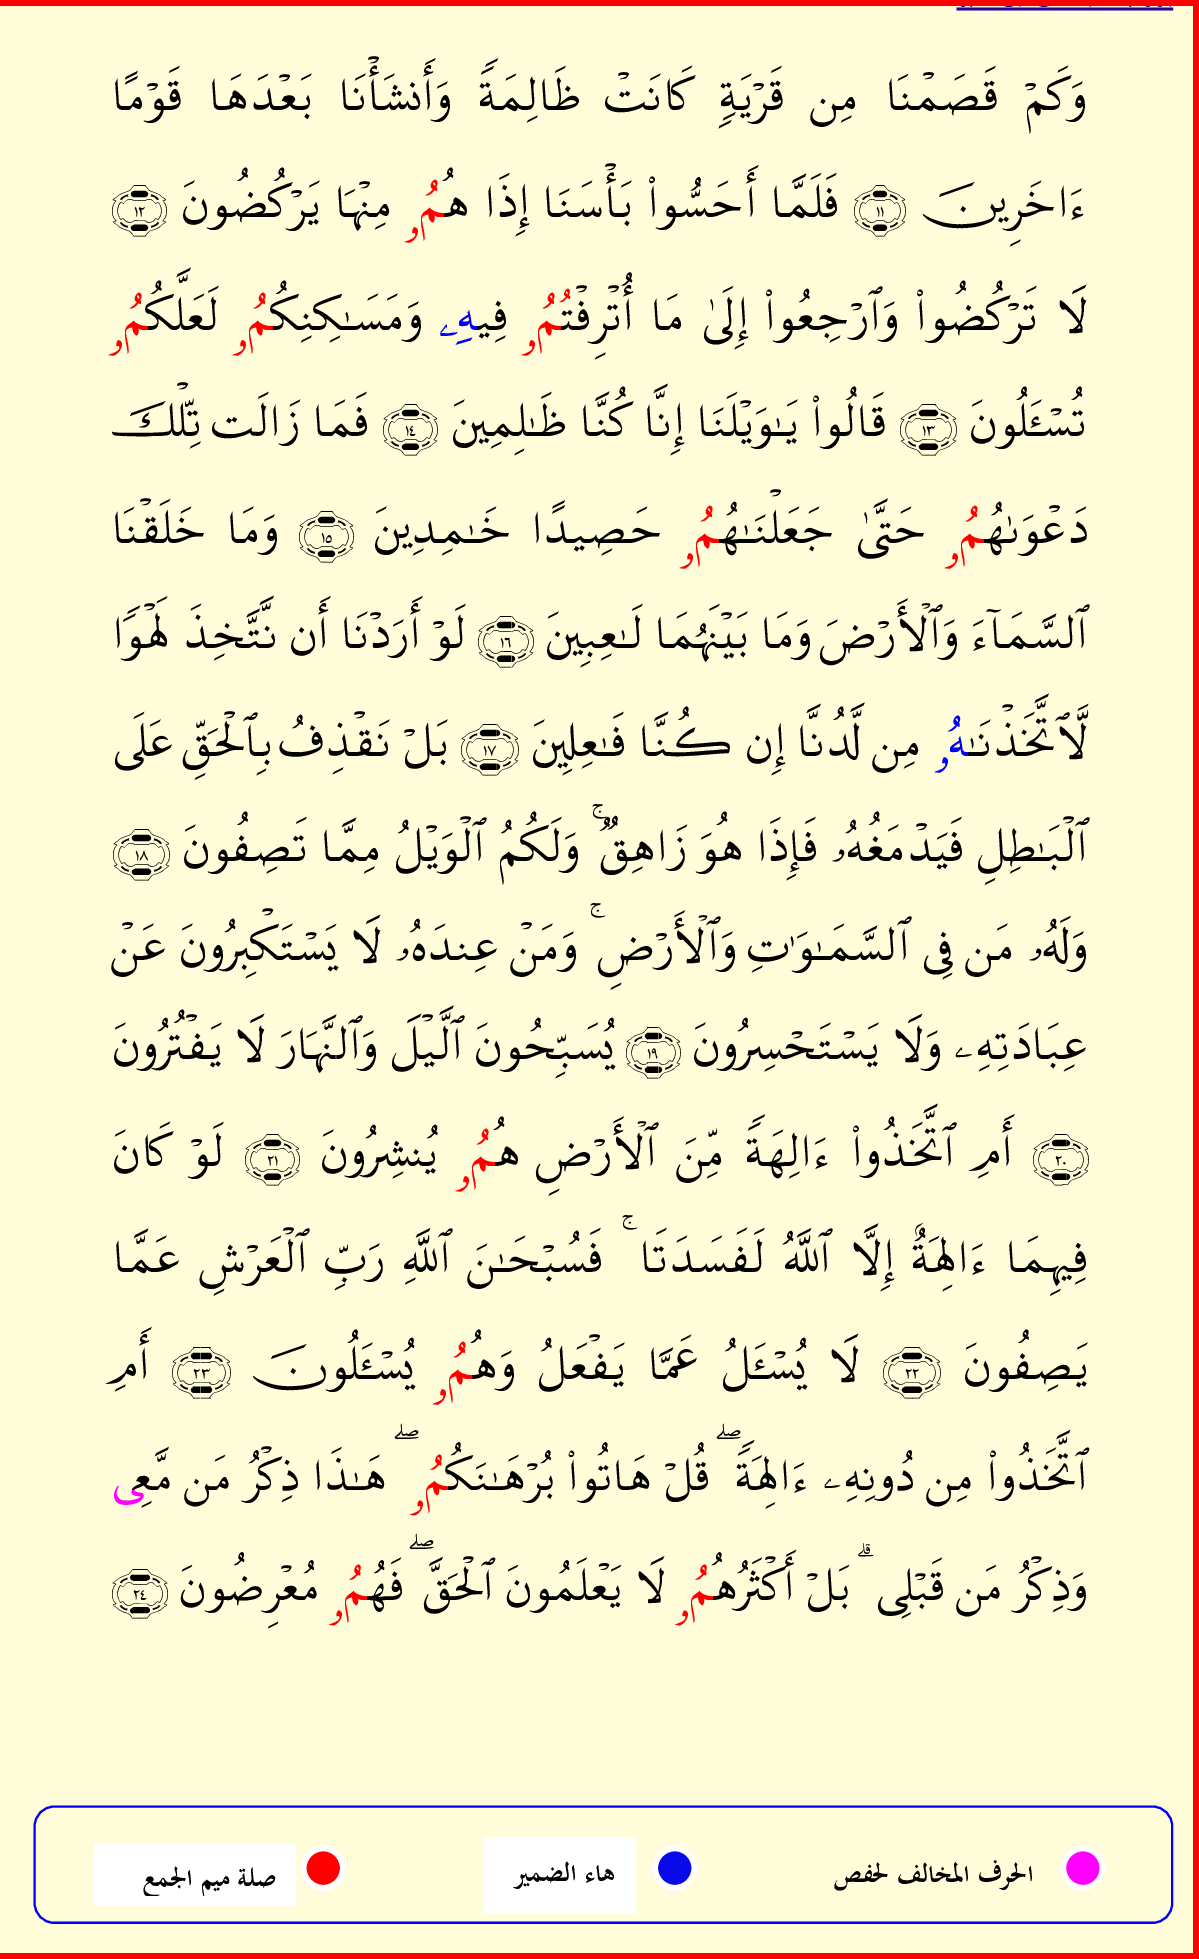 وَكَمۡ قَصَمۡنَا مِن قَرۡيَةٖ كَانَتۡ ظَالِمَةٗ وَأَنشَأۡنَا بَعۡدَهَا قَوۡمًا
ءَاخَرِينَ ١١ فَلَمَّا أَحَسُّواْ بَأۡسَنَا إِذَا هُمُۥ مِنۡهَا يَرۡكُضُونَ ١٢
لَا تَرۡكُضُواْ وَٱرۡجِعُواْ إِلَىٰ مَا أُتۡرِفۡتُمُۥ فِيهِۦ وَمَسَٰكِنِكُمُۥ لَعَلَّكُمُۥ
تُسۡـَٔلُونَ ١٣ قَالُواْ يَٰوَيۡلَنَا إِنَّا كُنَّا ظَٰلِمِينَ ١٤ فَمَا زَالَت تِّلۡكَ
دَعۡوَىٰهُمُۥ حَتَّىٰ جَعَلۡنَٰهُمُۥ حَصِيدًا خَٰمِدِينَ ١٥ وَمَا خَلَقۡنَا
ٱلسَّمَآءَ وَٱلۡأَرۡضَ وَمَا بَيۡنَهُمَا لَٰعِبِينَ ١٦ لَوۡ أَرَدۡنَا أَن نَّتَّخِذَ لَهۡوٗا
لَّٱتَّخَذۡنَٰهُۥ مِن لَّدُنَّا إِن كُنَّا فَٰعِلِينَ ١٧ بَلۡ نَقۡذِفُ بِٱلۡحَقِّ عَلَى
ٱلۡبَٰطِلِ فَيَدۡمَغُهُۥ فَإِذَا هُوَ زَاهِقٞۚ وَلَكُمُ ٱلۡوَيۡلُ مِمَّا تَصِفُونَ ١٨
وَلَهُۥ مَن فِي ٱلسَّمَٰوَٰتِ وَٱلۡأَرۡضِۚ وَمَنۡ عِندَهُۥ لَا يَسۡتَكۡبِرُونَ عَنۡ
عِبَادَتِهِۦ وَلَا يَسۡتَحۡسِرُونَ ١٩ يُسَبِّحُونَ ٱلَّيۡلَ وَٱلنَّهَارَ لَا يَفۡتُرُونَ
٢٠ أَمِ ٱتَّخَذُواْ ءَالِهَةٗ مِّنَ ٱلۡأَرۡضِ هُمُۥ يُنشِرُونَ ٢١ لَوۡ كَانَ
فِيهِمَا ءَالِهَةٌ إِلَّا ٱللَّهُ لَفَسَدَتَاۚ فَسُبۡحَٰنَ ٱللَّهِ رَبِّ ٱلۡعَرۡشِ عَمَّا
يَصِفُونَ ٢٢ لَا يُسۡـَٔلُ عَمَّا يَفۡعَلُ وَهُمُۥ يُسۡـَٔلُونَ ٢٣ أَمِ
ٱتَّخَذُواْ مِن دُونِهِۦ ءَالِهَةٗۖ قُلۡ هَاتُواْ بُرۡهَٰنَكُمُۥۖ هَٰذَا ذِكۡرُ مَن مَّعِي
وَذِكۡرُ مَن قَبۡلِيۚ بَلۡ أَكۡثَرُهُمُۥ لَا يَعۡلَمُونَ ٱلۡحَقَّۖ فَهُمُۥ مُعۡرِضُونَ ٢٤
الحرف المخالف لحفص هاء الضمير صلة ميم الجمع